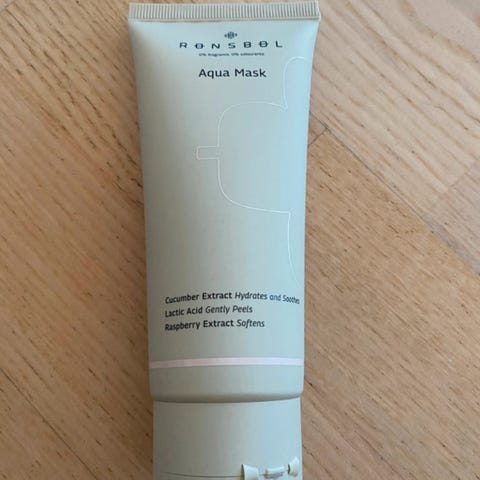 RØNSBØL
0% fragrance. 0% colourants
Aqua Mask
Cucumber Extract Hydrates and Soothes
Lactic Acid Gently Peels
Raspberry Extract Softens